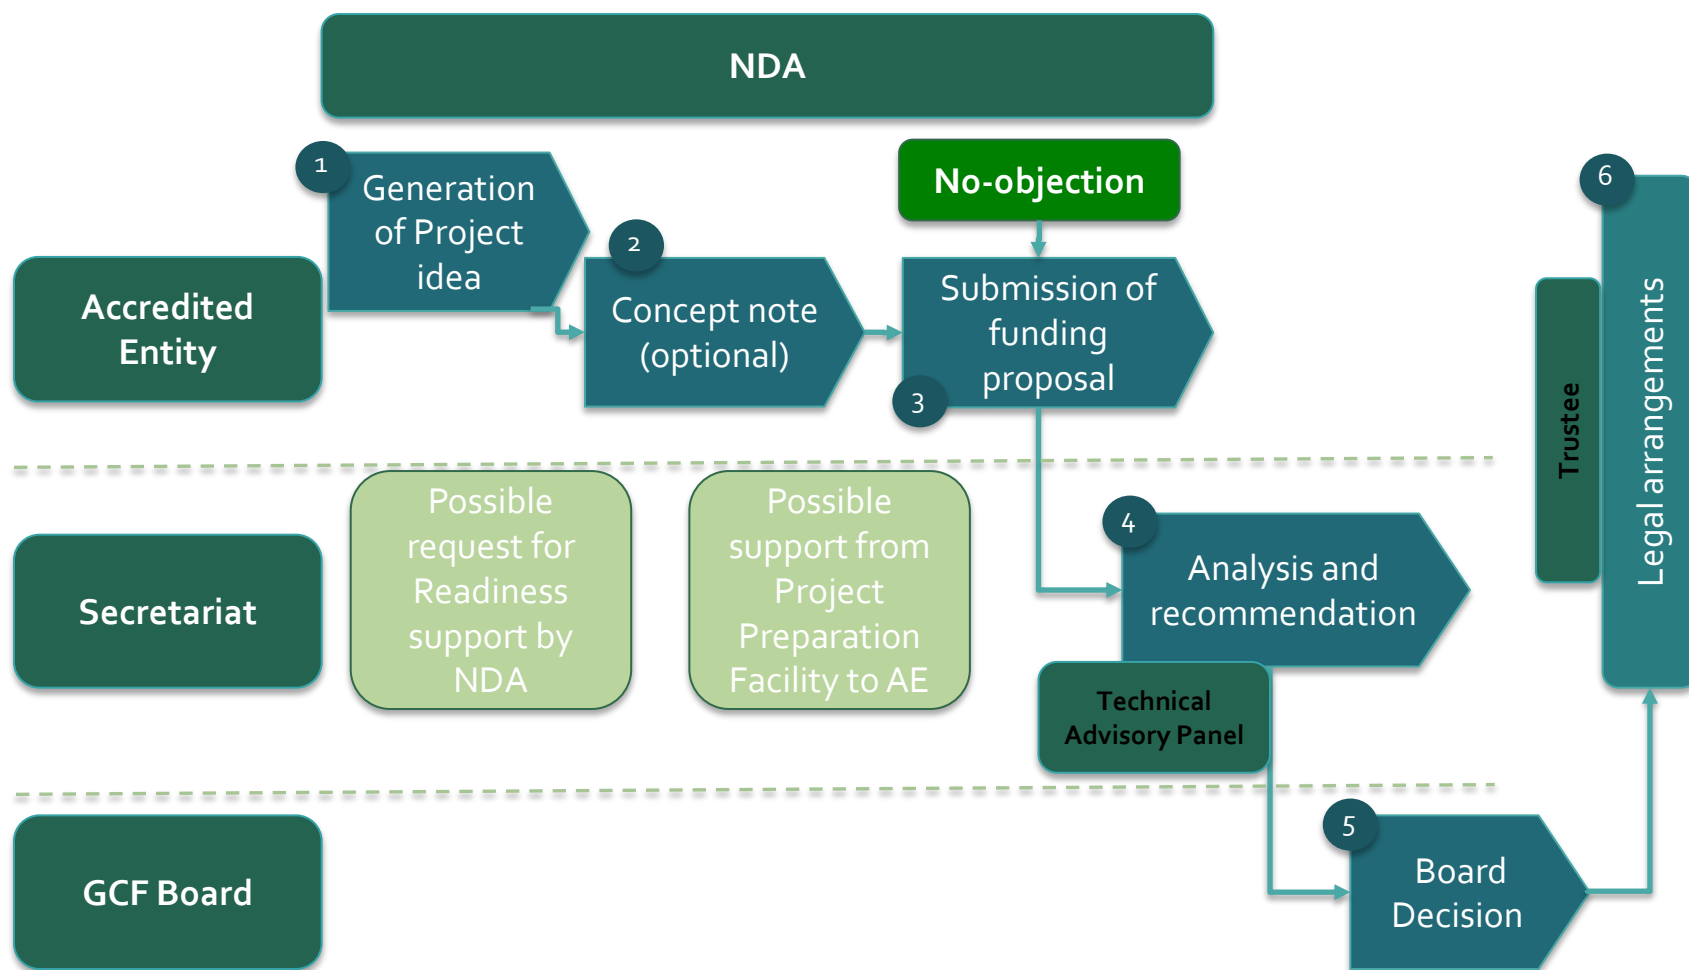 NDA
1
Generation
of Project
idea
No-objection
6
2
Accredited
Entity
Concept note
(optional)
Submission of
funding
proposal
3
Trustee
Legal arrangements
Possible
request for
Readiness
support by
NDA
Possible
support from
Project
Preparation
Facility to AE
4
Analysis and
recommendation
Secretariat
Technical
Advisory Panel
5
GCF Board
Board
Decision